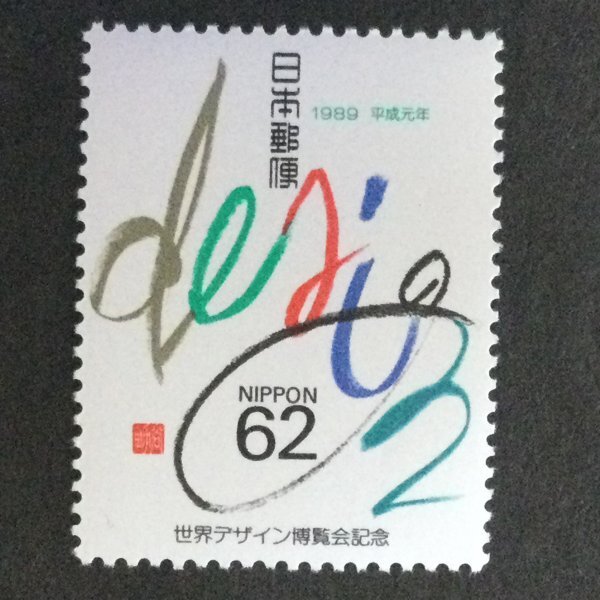 日本郵便
1989 平成元年
design
NIPPON
62
世界デザイン博覧会記念